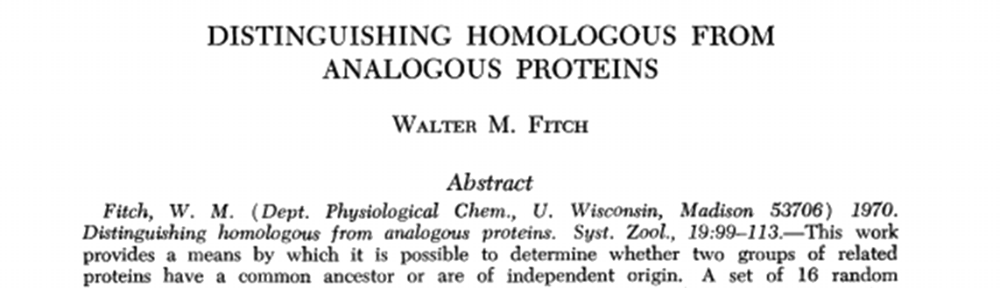 DISTINGUISHING HOMOLOGOUS FROM
ANALOGOUS PROTEINS
WALTER M. FITCH
Abstract
Fitch, W. M. (Dept. Physiological Chem., U. Wisconsin, Madison 53706) 1970.
Distinguishing homologous from analogous proteins. Syst. Zool., 19:99–113.—This work
provides a means by which it is possible to determine whether two groups of related
proteins have a common ancestor or are of independent origin. A set of 16 random